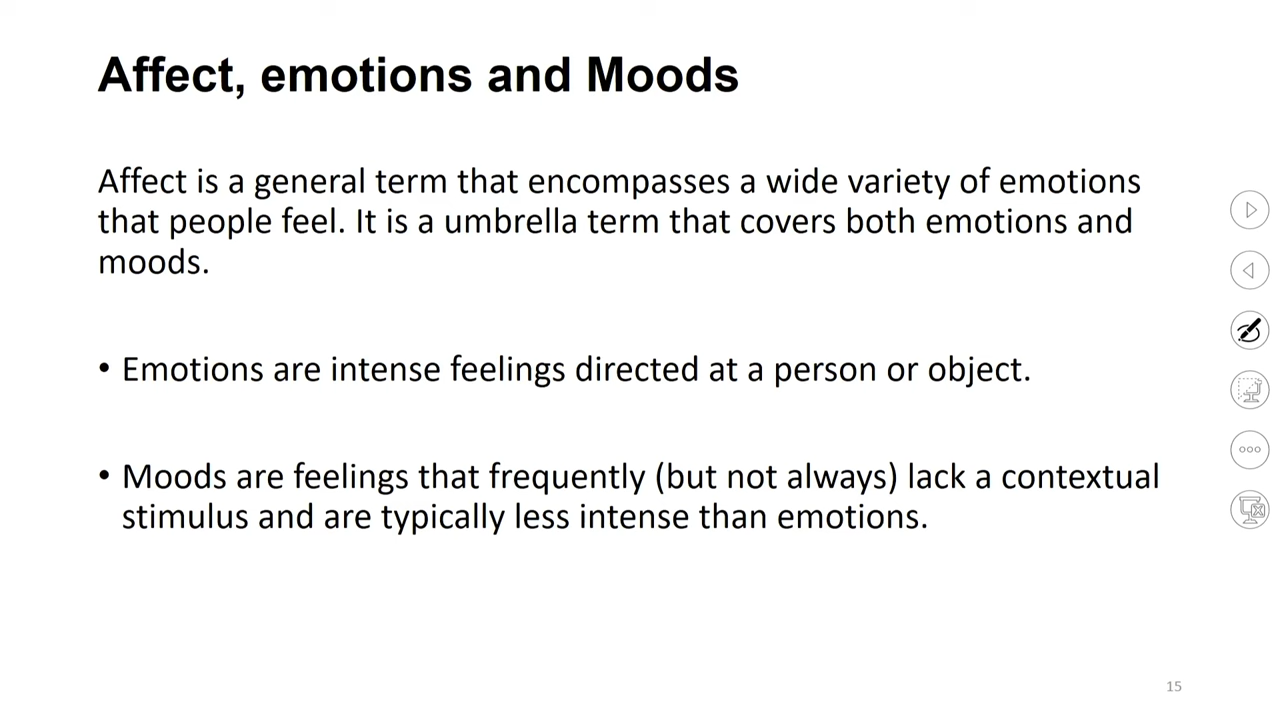 Affect, emotions and Moods
Affect is a general term that encompasses a wide variety of emotions
that people feel. It is a umbrella term that covers both emotions and
moods.
• Emotions are intense feelings directed at a person or object.
• Moods are feelings that frequently (but not always) lack a contextual
stimulus and are typically less intense than emotions.
15